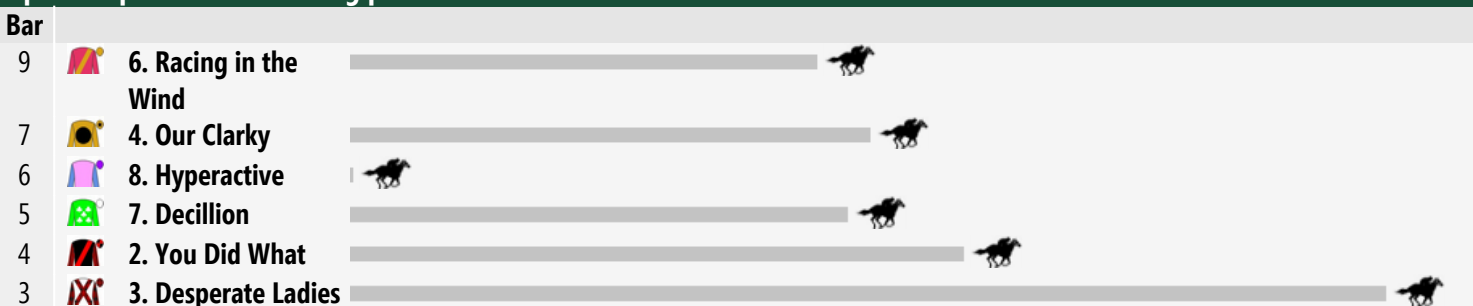 Bar
9 6. Racing in the
Wind
7 4. Our Clarky
6 8. Hyperactive
5 7. Decillion
4 2. You Did What
3 3. Desperate Ladies